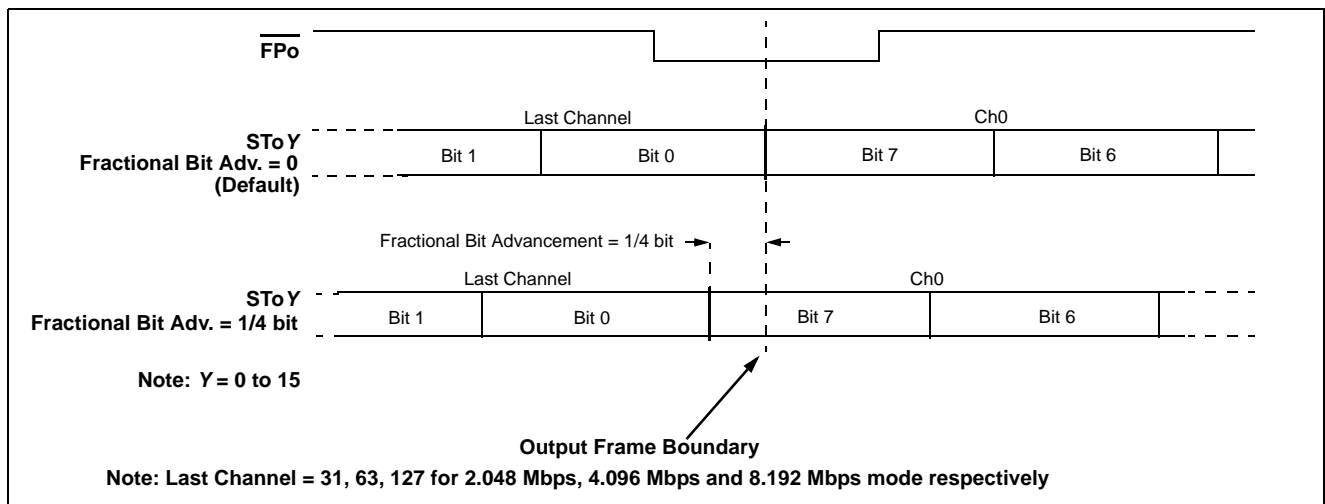 FPo
Last Channel Ch0
SToY
Fractional Bit Adv. = 0
(Default)
Bit 1 Bit 0 Bit 7 Bit 6
Fractional Bit Advancement = 1/4 bit
Last Channel Ch0
SToY
Fractional Bit Adv. = 1/4 bit
Bit 1 Bit 0 Bit 7 Bit 6
Note: Y = 0 to 15
Output Frame Boundary
Note: Last Channel = 31, 63, 127 for 2.048 Mbps, 4.096 Mbps and 8.192 Mbps mode respectively